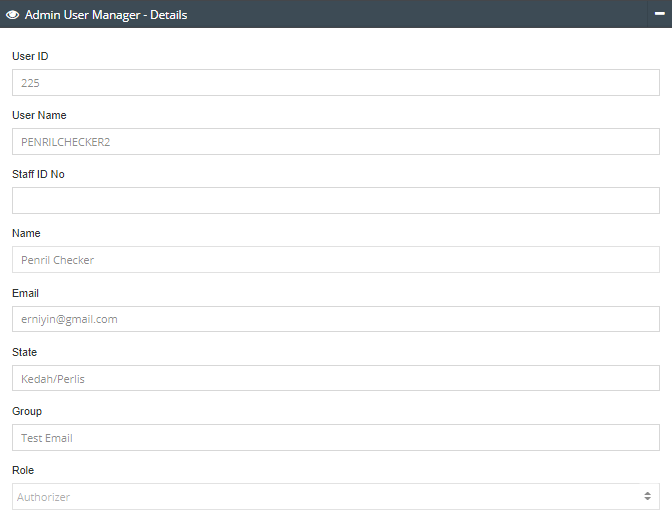 Admin User Manager - Details
User ID
225
User Name
PENRILCHECKER2
Staff ID No
Name
Penril Checker
Email
erniyin@gmail.com
State
Kedah/Perlis
Group
Test Email
Role
Authorizer